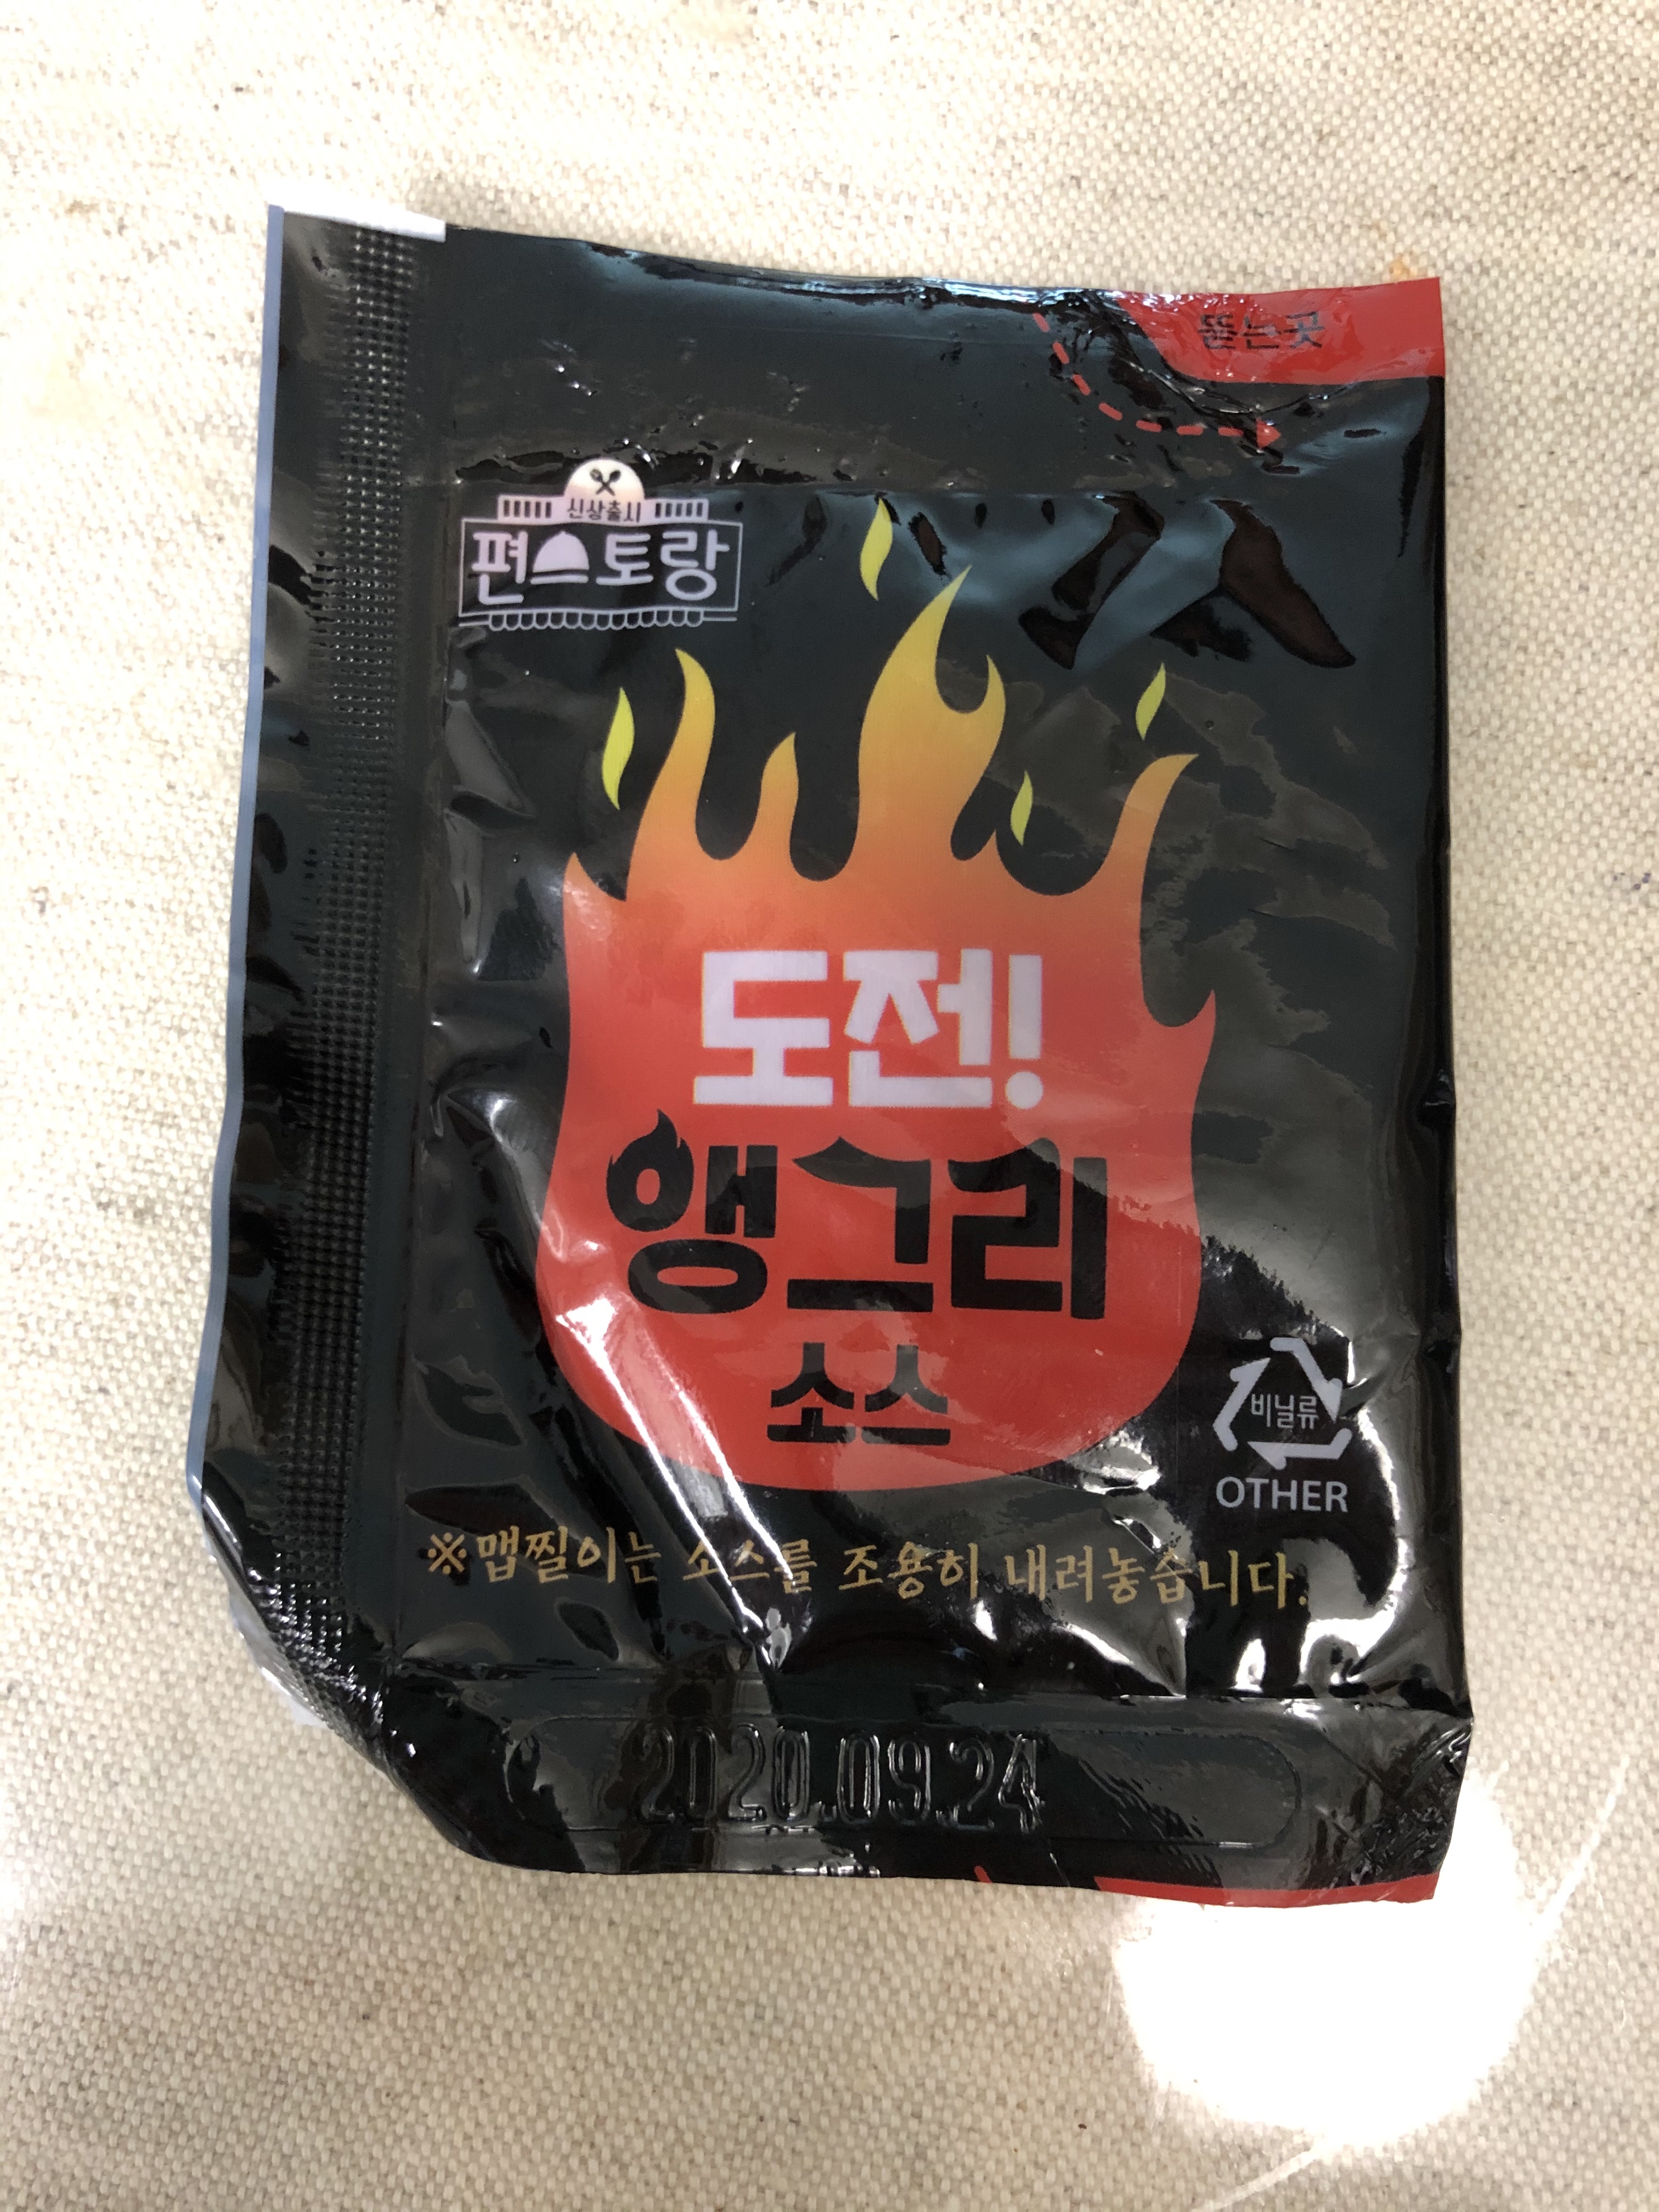 뜯는곳
신상출시
편스토랑
도전!
앵그리
소스
비닐류
OTHER
※맵찔이는 소스를 조용히 내려놓습니다.
2020.09.24